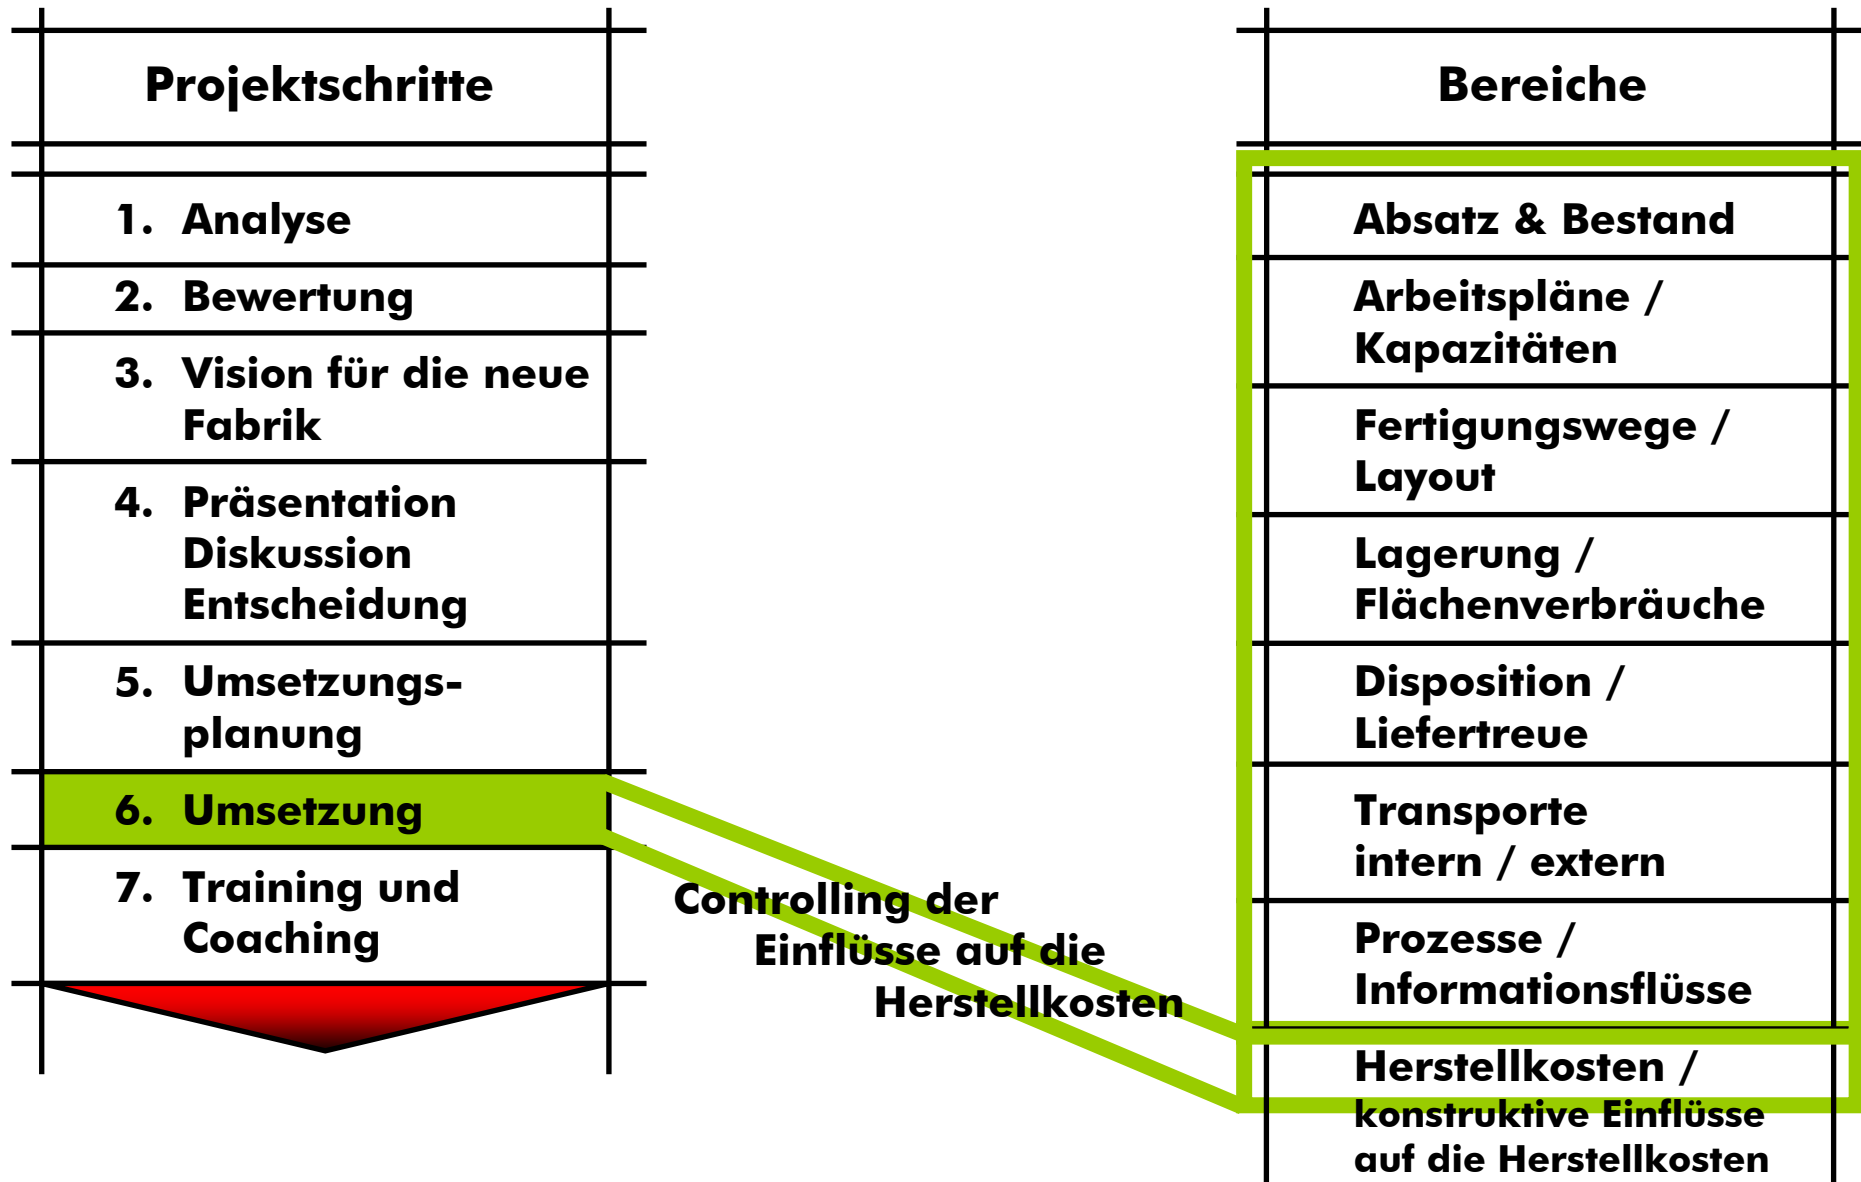 Projektschritte
1. Analyse
2. Bewertung
3. Vision für die neue
Fabrik
4. Präsentation
Diskussion
Entscheidung
5. Umsetzungs-
planung
6. Umsetzung
7. Training und
Coaching
Controlling der
Einflüsse auf die
Herstellkosten
Bereiche
Absatz & Bestand
Arbeitspläne /
Kapazitäten
Fertigungswege /
Layout
Lagerung /
Flächenverbräuche
Disposition /
Liefertreue
Transporte
intern / extern
Prozesse /
Informationsflüsse
Herstellkosten /
konstruktive Einflüsse
auf die Herstellkosten